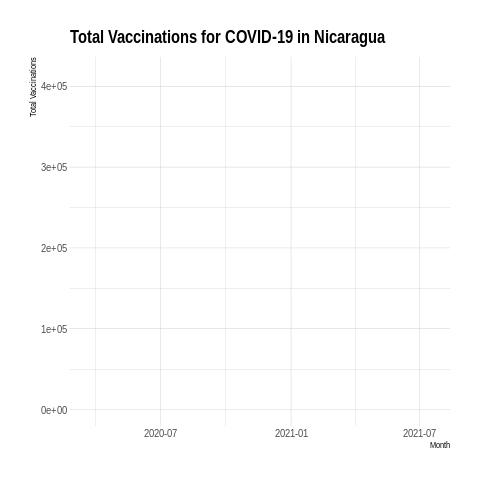 Total Vaccinations for COVID-19 in Nicaragua
Total Vaccinations
4e+05
3e+05
2e+05
1e+05
0e+00
2020-07 2021-01 2021-07
Month